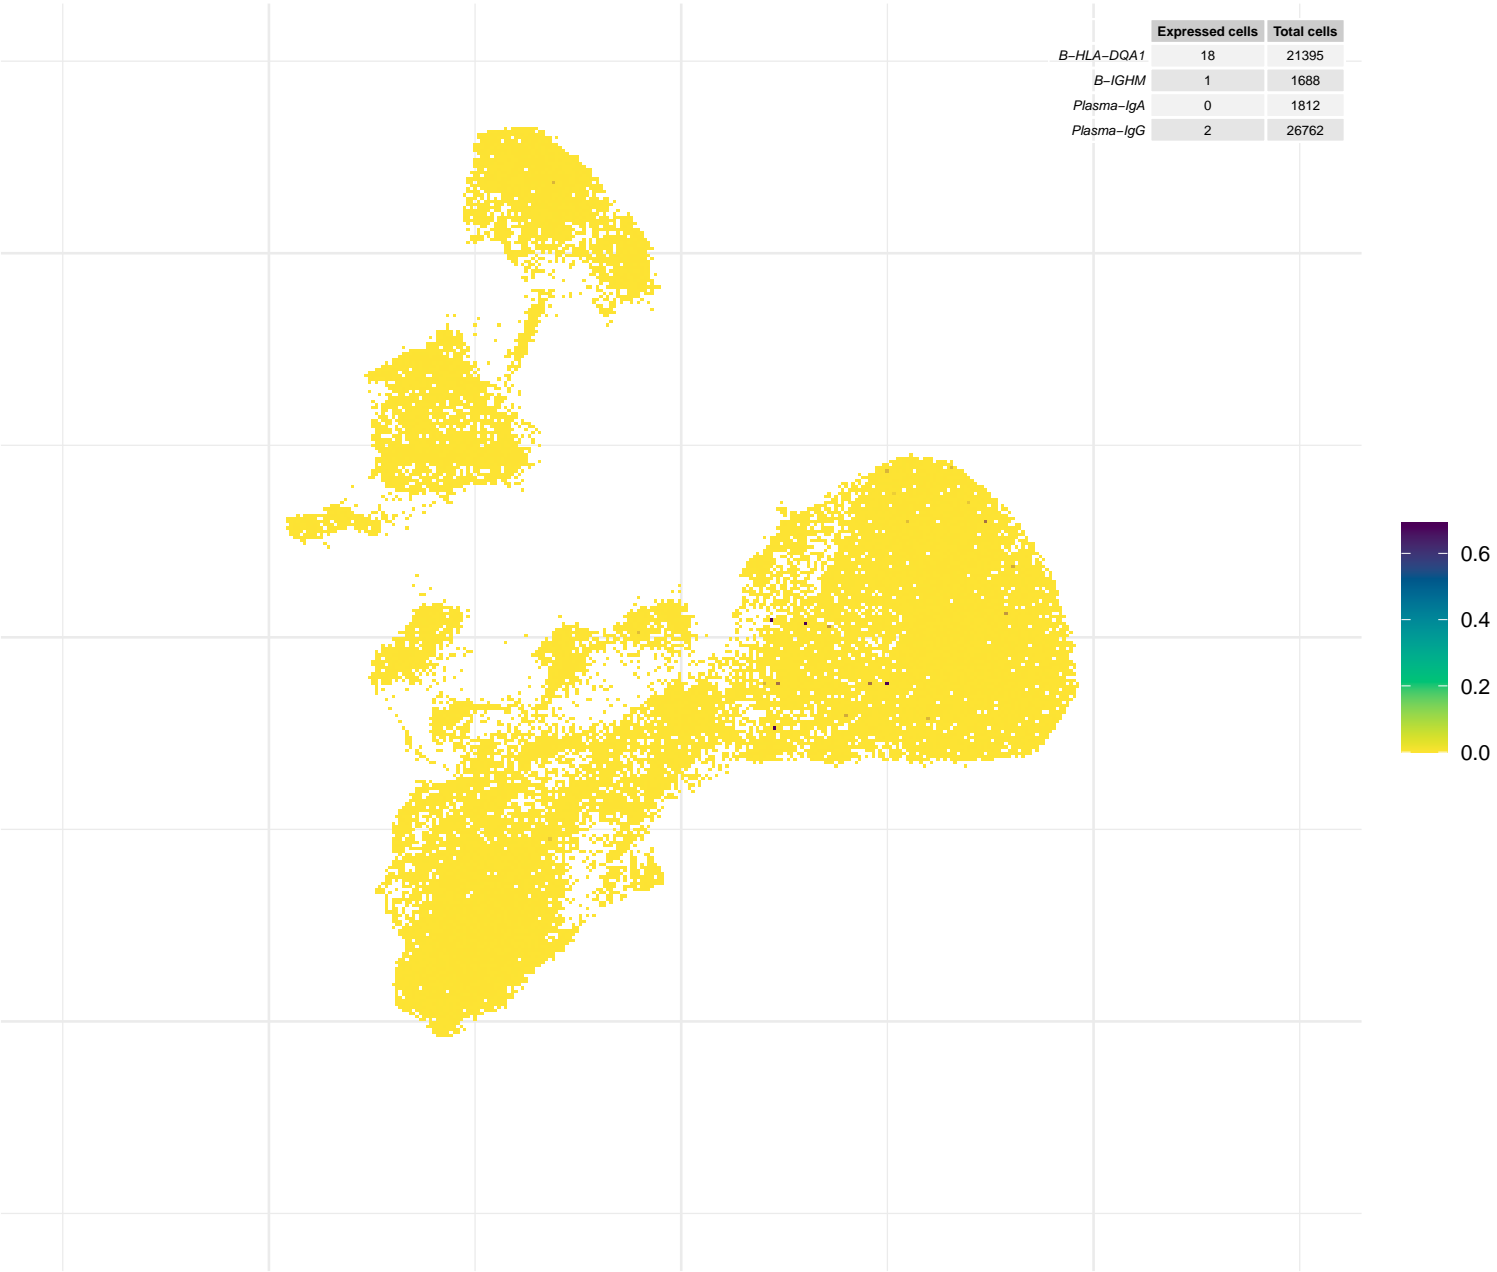 Expressed cells Total cells
B−HLA−DQA1 18 21395
B−IGHM 1 1688
Plasma−IgA 0 1812
Plasma−IgG 2 26762
0.6
0.4
0.2
0.0